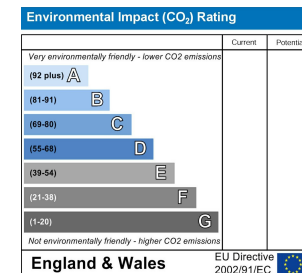 Environmental Impact (CO₂) Rating
Current Potential
Very environmentally friendly - lower CO2 emissions
(92 plus) A
(81-91) B
(69-80) C
(55-68) D
(39-54) E
(21-38) F
(1-20) G
Not environmentally friendly - higher CO2 emissions
England & Wales
EU Directive
2002/91/EC